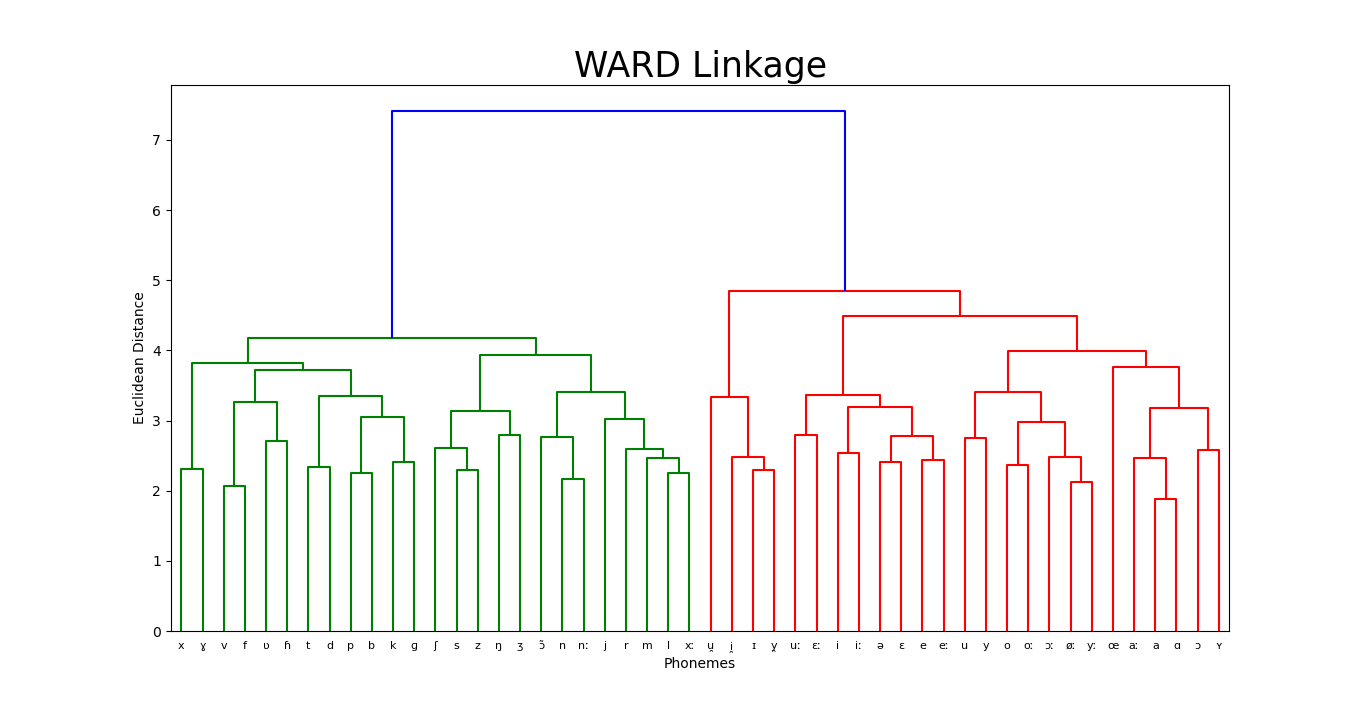 WARD Linkage
7
6
5
4
3
2
1
0
Euclidean Distance
x ɣ v f ʋ ɦ t d p b k ɡ ʃ s z ŋ ʒ ɔ̃ n nː j r m l xː u̯ i̯ ɪ y̯ uː ɛː i iː ə ɛ e eː u y o oː ɔː øː yː œ aː a ɑ ɔ ʏ
Phonemes